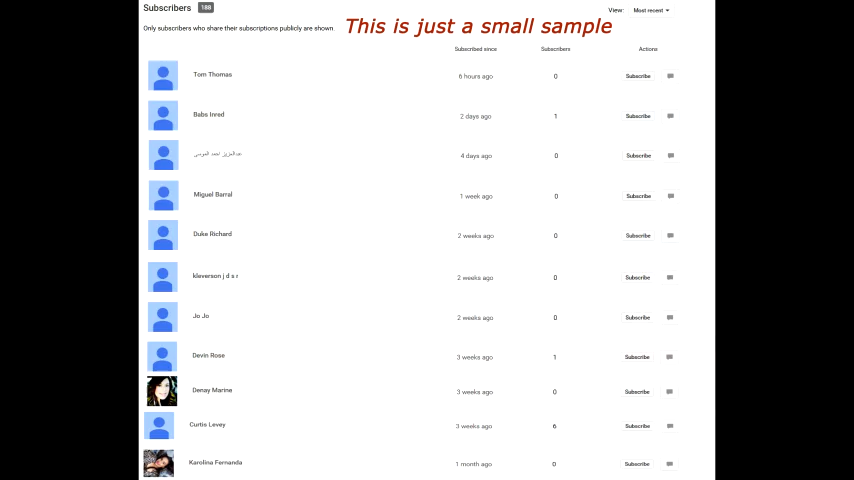 Subscribers 188
View: Most recent
Only subscribers who share their subscriptions publicly are shown
This is just a small sample
Subscribed since Subscribers Actions
Tom Thomas 6 hours ago 0 Subscribe
Babs Inred 2 days ago 1 Subscribe
عبدالعزيز احمد الموسى 4 days ago 0 Subscribe
Miguel Barral 1 week ago 0 Subscribe
Duke Richard 2 weeks ago 0 Subscribe
kleverson j d s r 2 weeks ago 0 Subscribe
Jo Jo 2 weeks ago 0 Subscribe
Devin Rose 3 weeks ago 1 Subscribe
Denay Marine 3 weeks ago 0 Subscribe
Curtis Levey 3 weeks ago 6 Subscribe
Karolina Fernanda 1 month ago 0 Subscribe